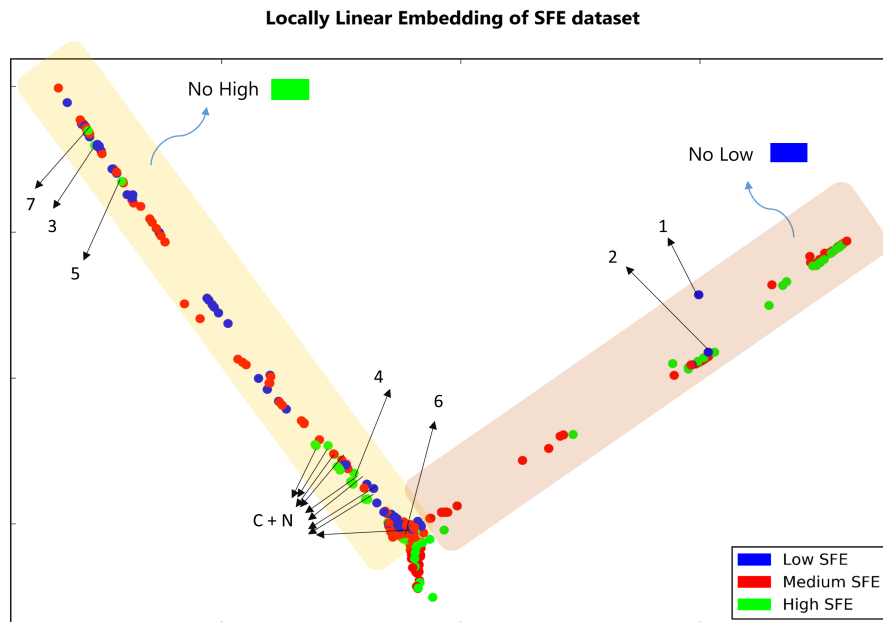 Locally Linear Embedding of SFE dataset
No High
No Low
7
3
5
1
2
4
6
C + N
Low SFE
Medium SFE
High SFE